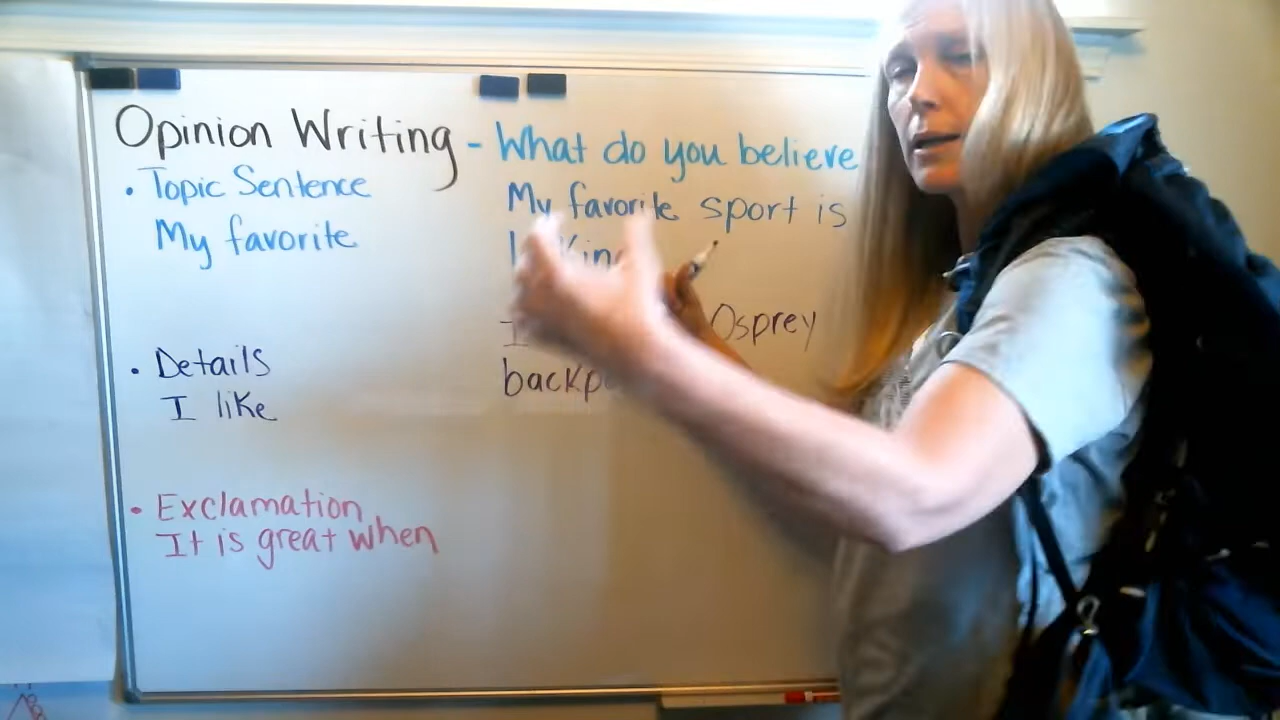 Opinion Writing - What do you believe
• Topic Sentence
My favorite
My favorite sport is
• Details
I like
I Osprey
• Exclamation
It is great when